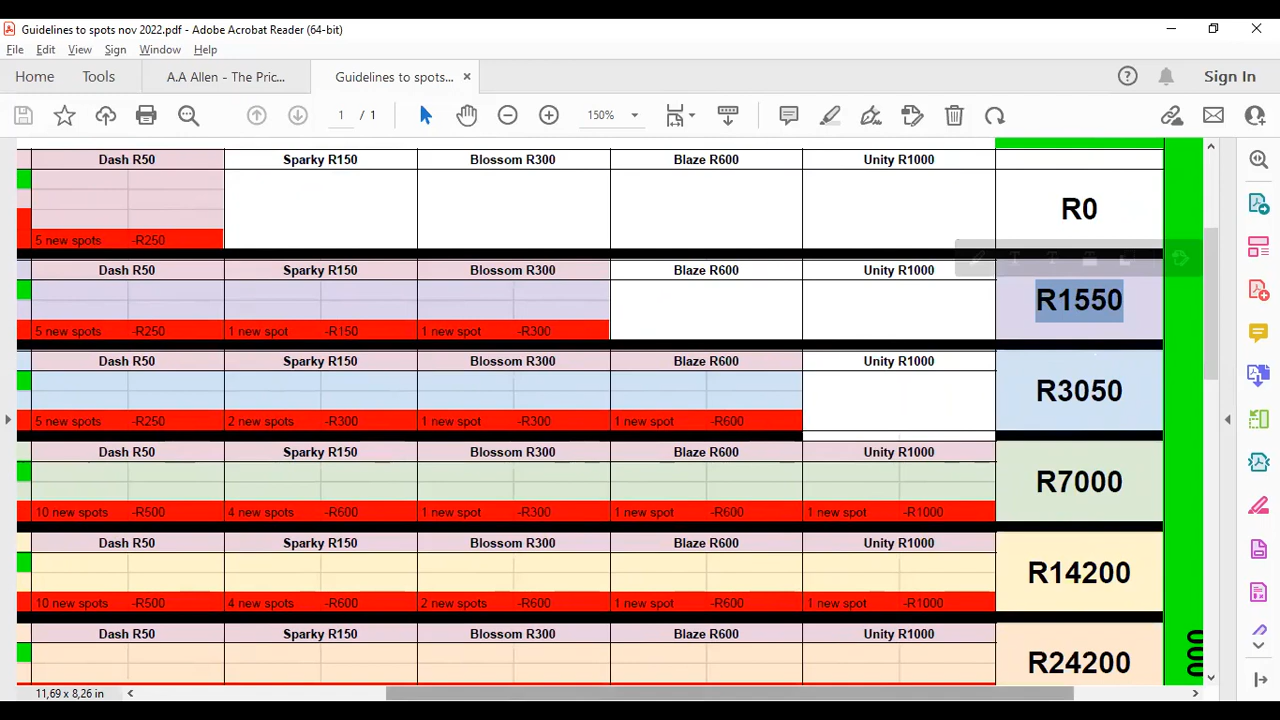 Guidelines to spots nov 2022.pdf - Adobe Acrobat Reader (64-bit)
File Edit View Sign Window Help
Home Tools A.A Allen - The Pric... Guidelines to spots... × Sign In
1 / 1 150%
Dash R50 Sparky R150 Blossom R300 Blaze R600 Unity R1000
R0
5 new spots -R250
Dash R50 Sparky R150 Blossom R300 Blaze R600 Unity R1000
R1550
5 new spots -R250 1 new spot -R150 1 new spot -R300
Dash R50 Sparky R150 Blossom R300 Blaze R600 Unity R1000
R3050
5 new spots -R250 2 new spots -R300 1 new spot -R300 1 new spot -R600
Dash R50 Sparky R150 Blossom R300 Blaze R600 Unity R1000
R7000
10 new spots -R500 4 new spots -R600 1 new spot -R300 1 new spot -R600 1 new spot -R1000
Dash R50 Sparky R150 Blossom R300 Blaze R600 Unity R1000
R14200
10 new spots -R500 4 new spots -R600 2 new spots -R600 1 new spot -R600 1 new spot -R1000
Dash R50 Sparky R150 Blossom R300 Blaze R600 Unity R1000
R24200
000
11,69 x 8,26 in